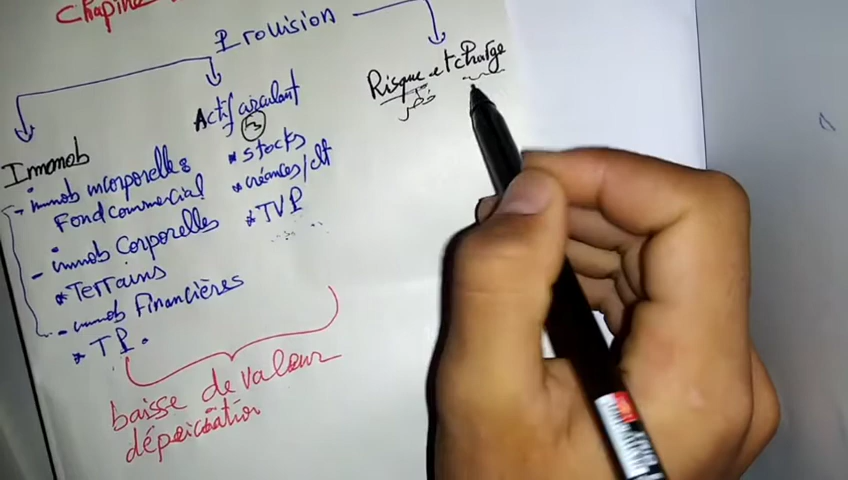 Chapitre
Provision
Risque et charge
Actif circulant
3
Immob
- immob incorporelles
Fond commercial
- immob Corporelles
* Terrains
- immob Financières
* TP.
* stocks
* créances/clt
* TVP
baisse de valeur
dépréciation